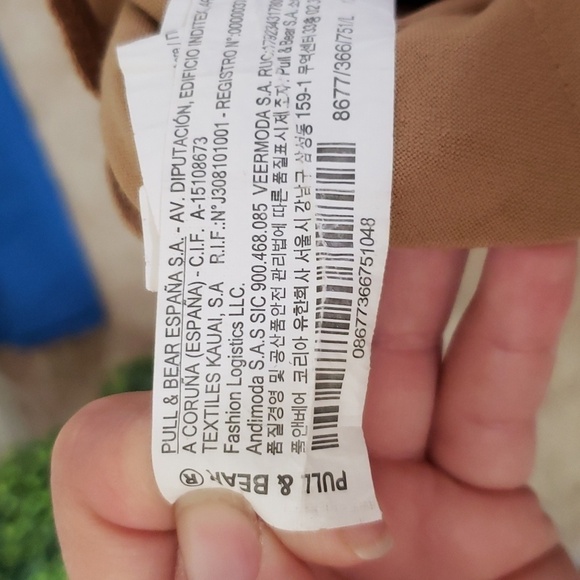 PULL & BEAR ESPAÑA S.A. - AV. DIPUTACIÓN, EDIFICIO INDITEX
A CORUÑA (ESPAÑA) - C.I.F. A-15108673
TEXTILES KAUAI, S.A R.I.F.:N°J308101001 - REGISTRO N°:
Fashion Logistics LLC.
Andimoda S.A.S SIC 900.468.085 VEERMODA S.A. RUC:
품질경영 및 공산품안전 관리법에 따른 품질표시 제조자: Pull & Bear S.A.
풀앤베어 코리아 유한회사 서울시 강남구 삼성동 159-1 무역센터
8677/366/751/L
08677366751048
PULL & BEAR ®